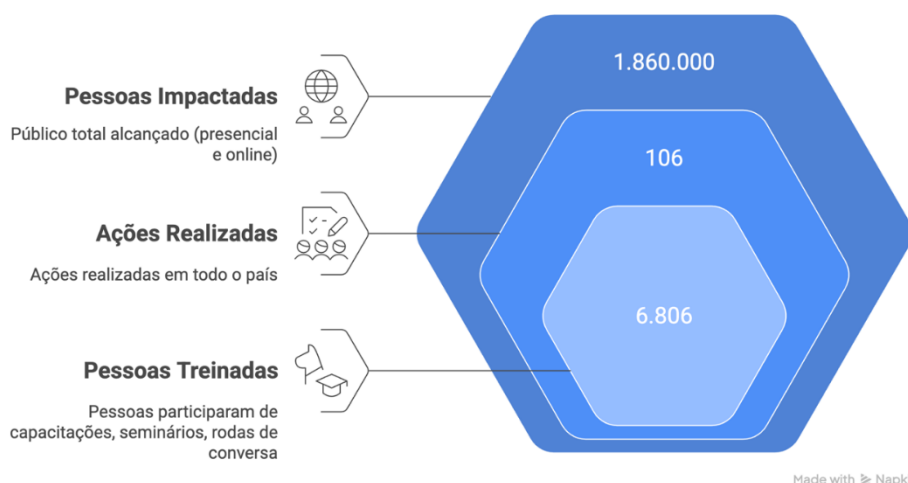 1.860.000
Pessoas Impactadas
Público total alcançado (presencial
e online)
106
Ações Realizadas
Ações realizadas em todo o país
6.806
Pessoas Treinadas
Pessoas participaram de
capacitações, seminários, rodas de
conversa
Made with